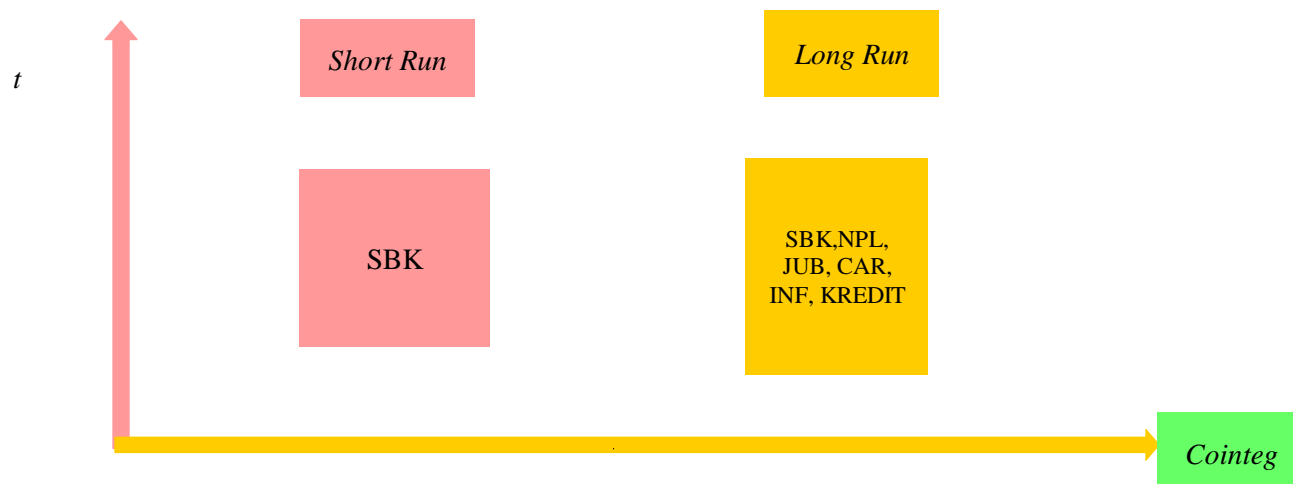 Short Run
Long Run
t
SBK
SBK,NPL,
JUB, CAR,
INF, KREDIT
Cointeg